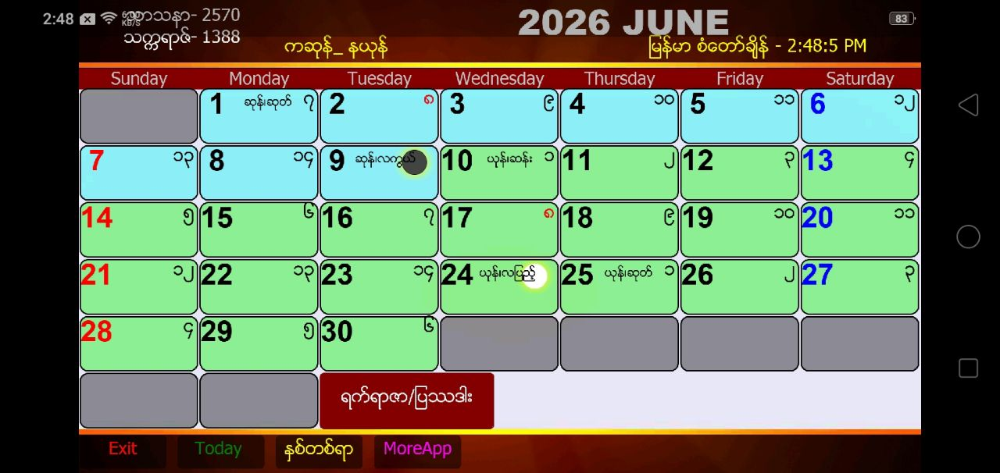 2:48 6.00 KB/S သာသနာ- 2570 2026 JUNE 83
သက္ကရာဇ်- 1388
ကဆုန်_ နယုန် မြန်မာ စံတော်ချိန် - 2:48:5 PM
Sunday Monday Tuesday Wednesday Thursday Friday Saturday
1 ဆုန်၊ဆုတ် ၇ 2 ၈ 3 ၉ 4 ၁၀ 5 ၁၁ 6 ၁၂
7 ၁၃ 8 ၁၄ 9 ဆုန်၊လကွယ် 10 ယုန်၊ဆန်း ၁ 11 ၂ 12 ၃ 13 ၄
14 ၅ 15 ၆ 16 ၇ 17 ၈ 18 ၉ 19 ၁၀ 20 ၁၁
21 ၁၂ 22 ၁၃ 23 ၁၄ 24 ယုန်၊လပြည့် 25 ယုန်၊ဆုတ် ၁ 26 ၂ 27 ၃
28 ၄ 29 ၅ 30 ၆
ရက်ရာဇာ/ပြဿဒါး
Exit Today နှစ်တစ်ရာ MoreApp